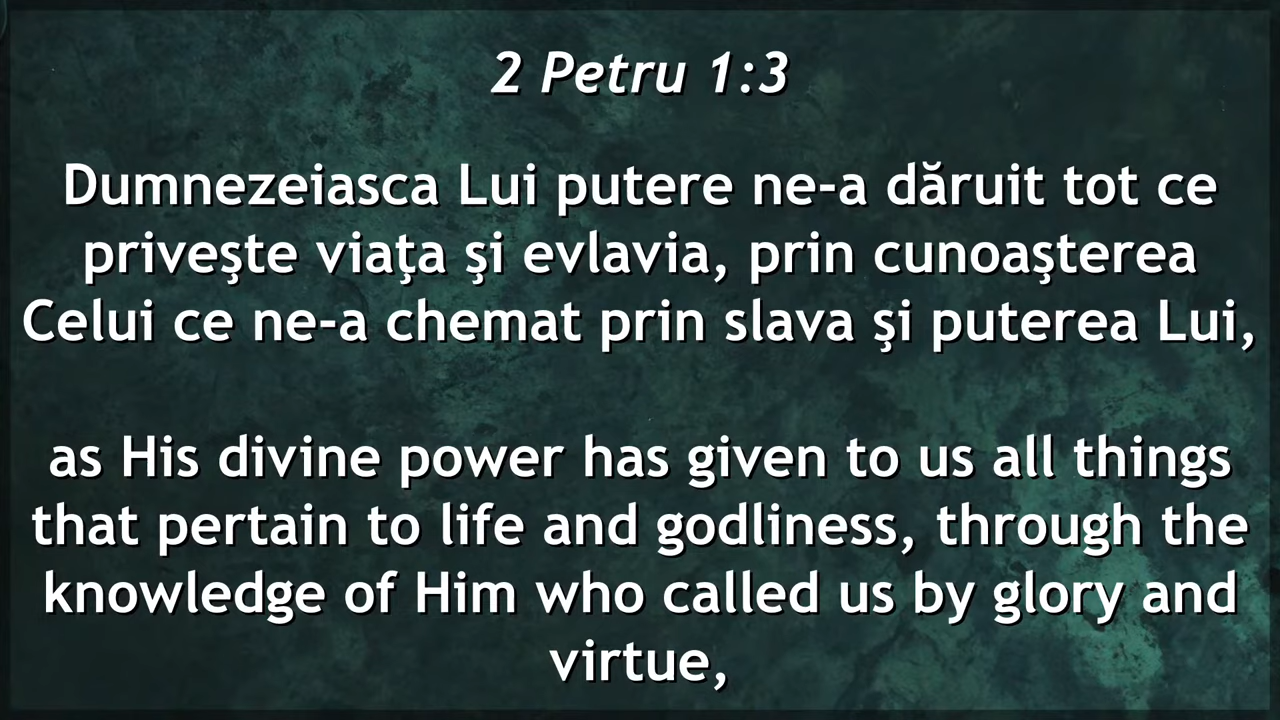 2 Petru 1:3
Dumnezeiasca Lui putere ne-a dăruit tot ce
priveşte viaţa şi evlavia, prin cunoaşterea
Celui ce ne-a chemat prin slava şi puterea Lui,
as His divine power has given to us all things
that pertain to life and godliness, through the
knowledge of Him who called us by glory and
virtue,